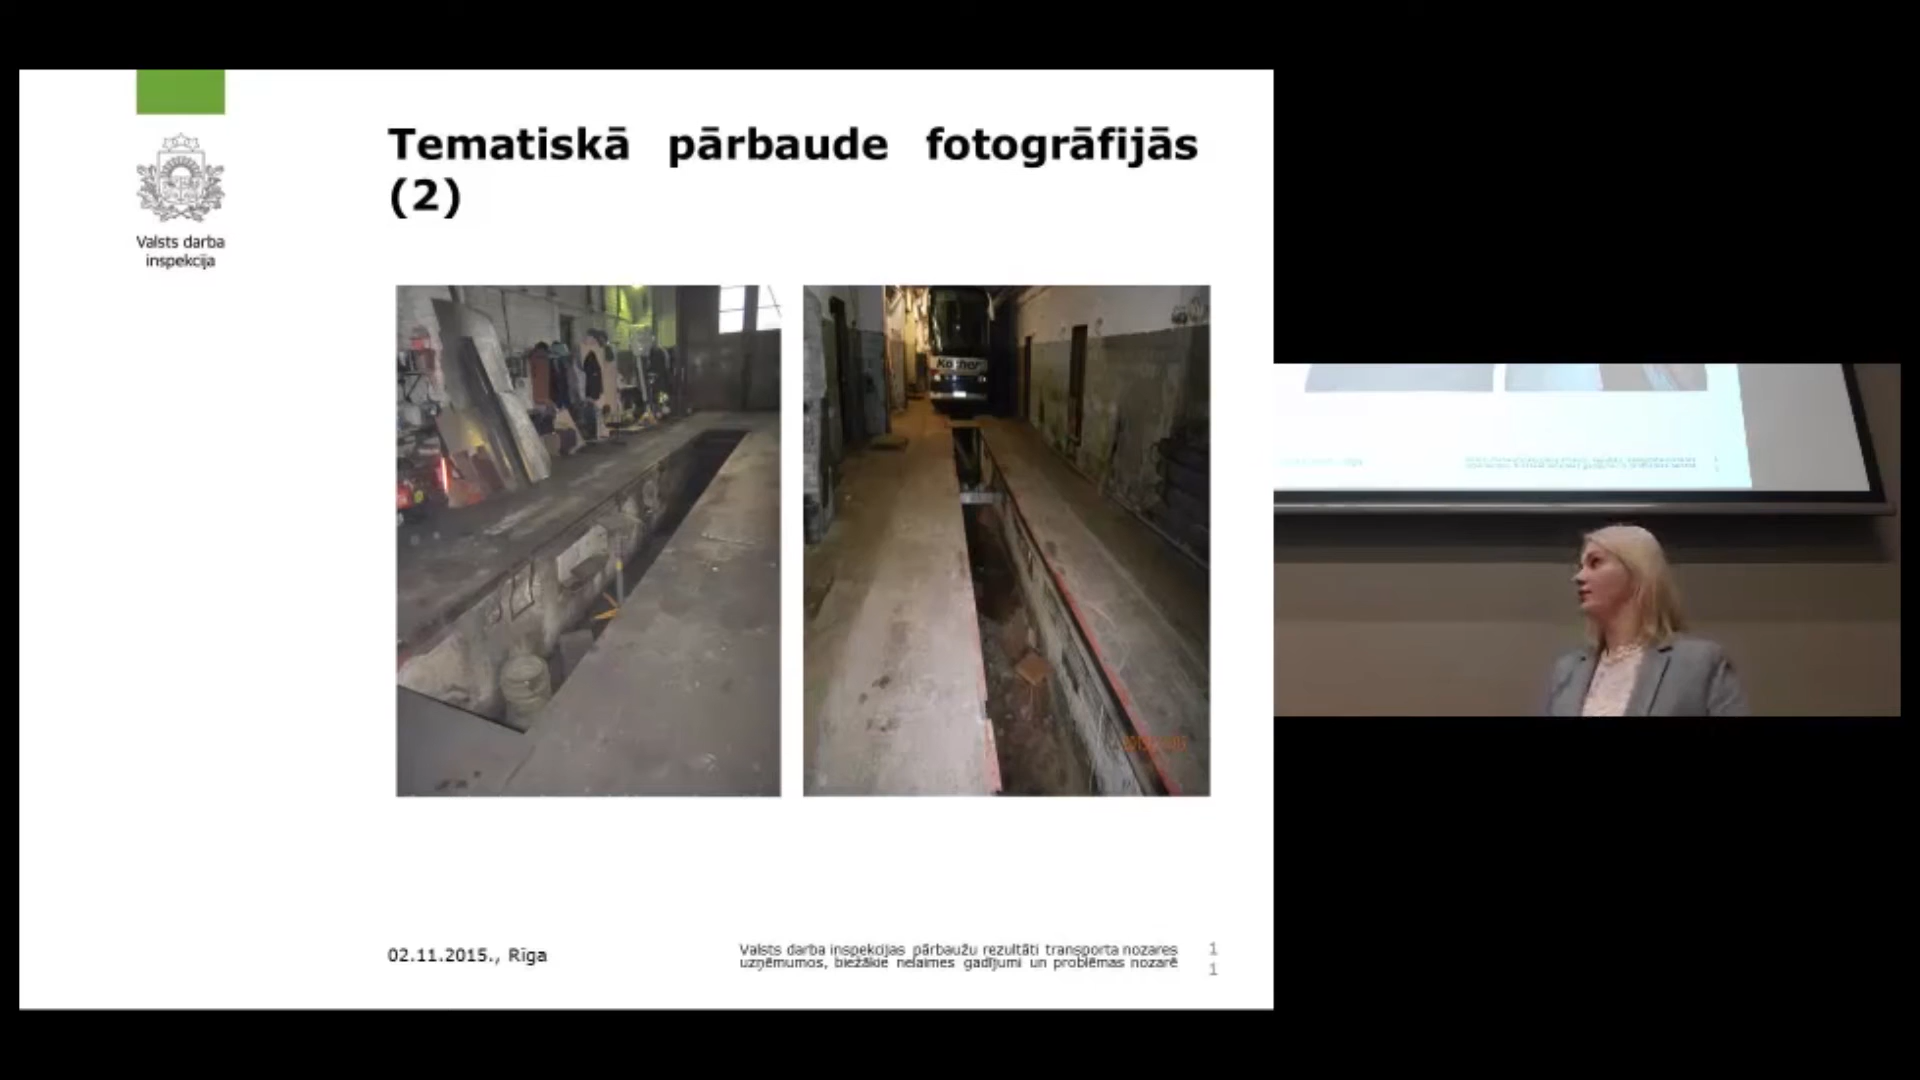 Tematiskā pārbaude fotogrāfijās
(2)
Valsts darba
inspekcija
02.11.2015., Rīga
Valsts darba inspekcijas pārbaužu rezultāti transporta nozares
uzņēmumos, biežākie nelaimes gadījumi un problēmas nozarē
1
1